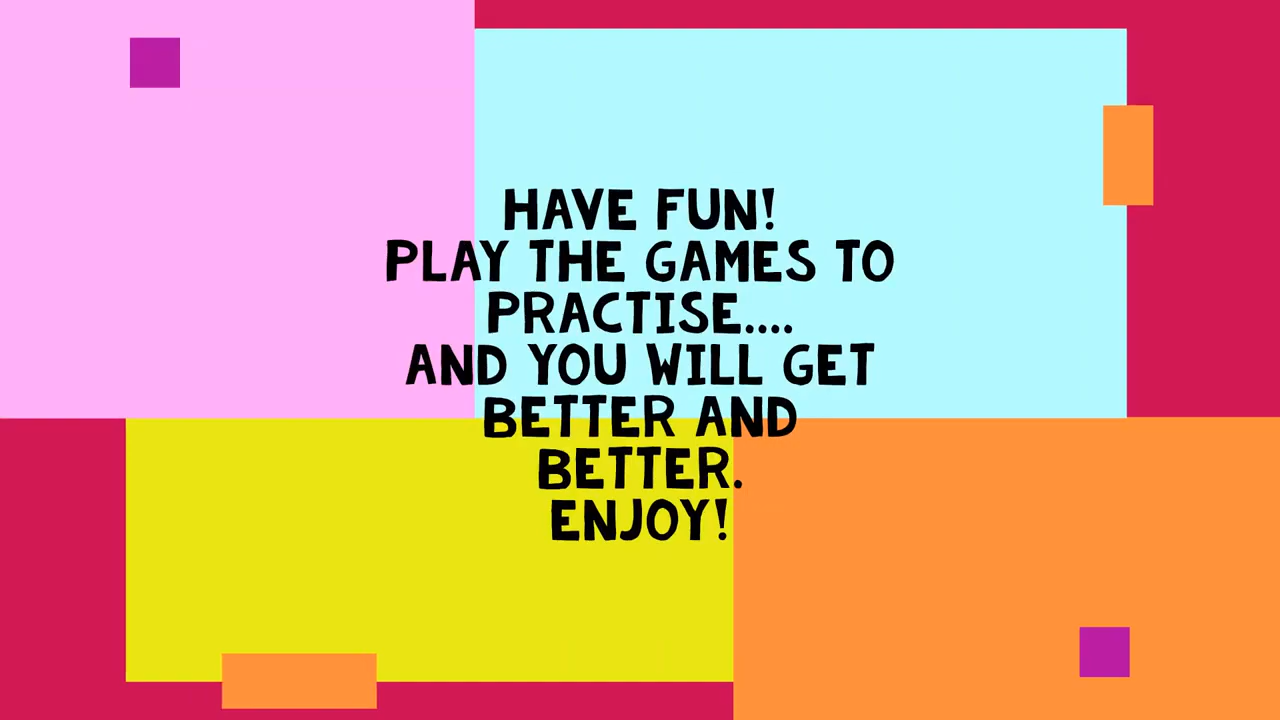 HAVE FUN!
PLAY THE GAMES TO
PRACTISE....
AND YOU WILL GET
BETTER AND
BETTER.
ENJOY!